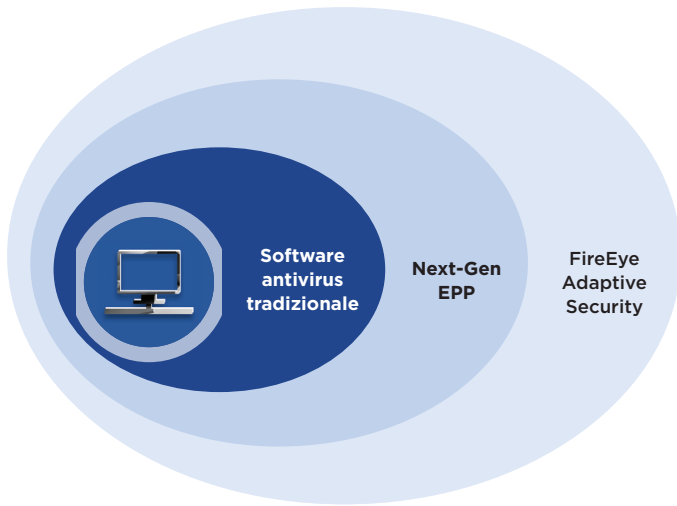 Software
antivirus
tradizionale
Next-Gen
EPP
FireEye
Adaptive
Security